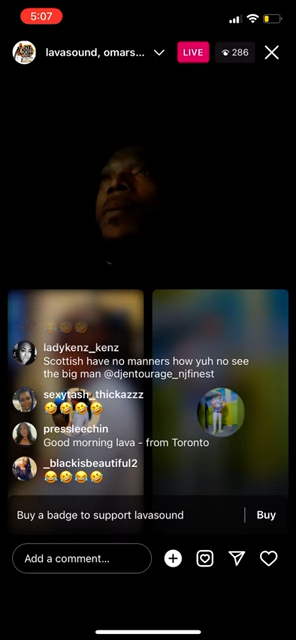 5:07
lavasound, omars...
LIVE
286
ladykenz_kenz
Scottish have no manners how yuh no see
the big man @djentourage_njfinest
sexytash_thickazzz
🤣🤣🤣🤣
pressleechin
Good morning lava - from Toronto
_blackisbeautiful2
😂🤣😂🤣
Buy a badge to support lavasound
Buy
Add a comment...